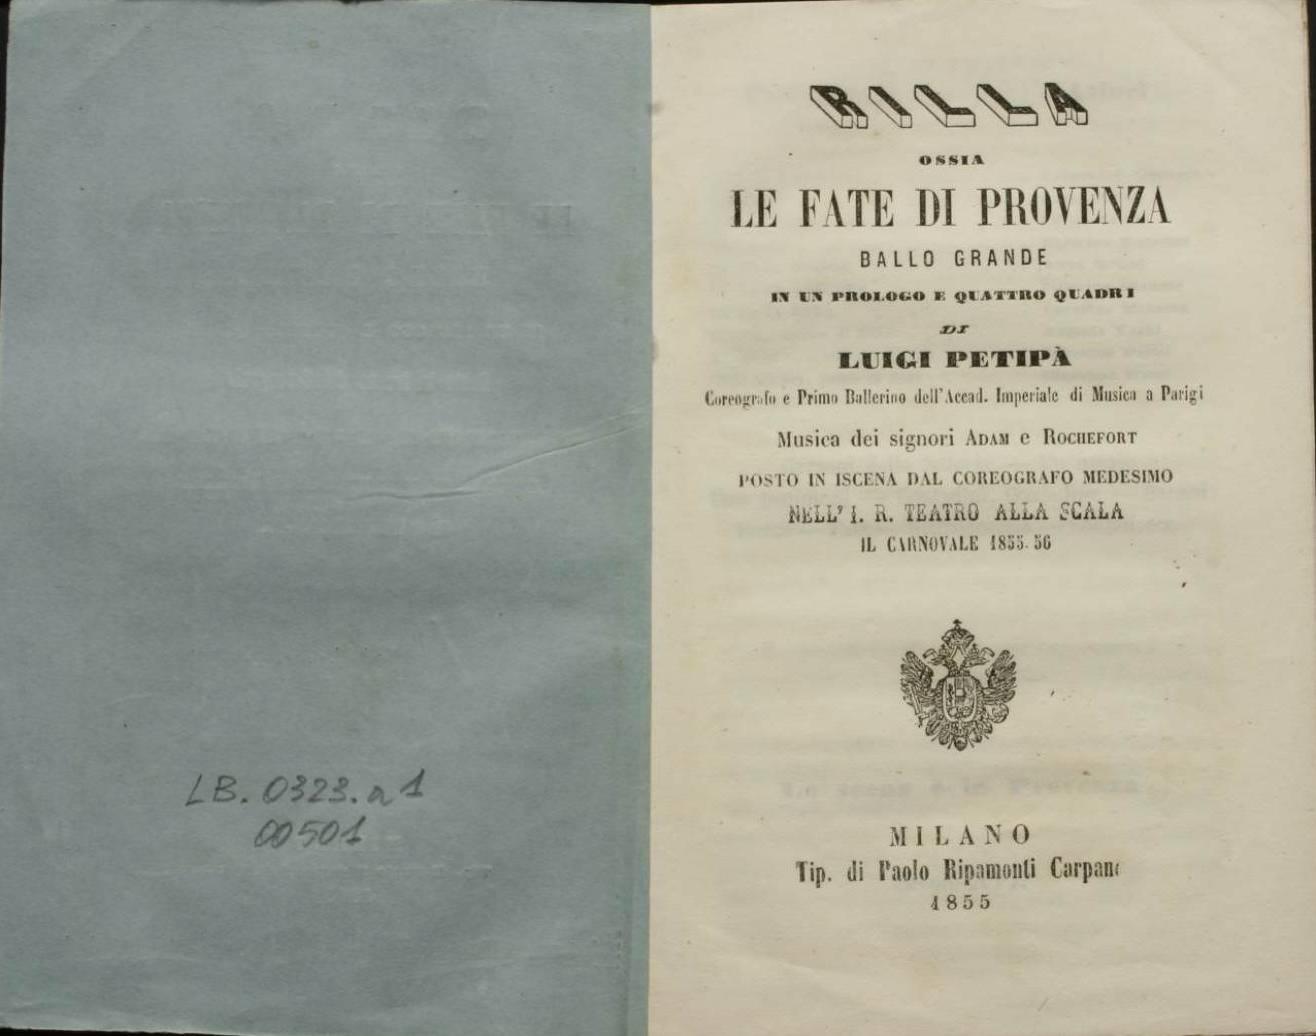 LB. 0323.a1
00501
RILLA
OSSIA
LE FATE DI PROVENZA
BALLO GRANDE
IN UN PROLOGO E QUATTRO QUADRI
DI
LUIGI PETIPÀ
Coreografo e Primo Ballerino dell'Accad. Imperiale di Musica a Parigi
Musica dei signori ADAM e ROCHEFORT
POSTO IN ISCENA DAL COREOGRAFO MEDESIMO
NELL' I. R. TEATRO ALLA SCALA
IL CARNOVALE 1855-56
MILANO
Tip. di Paolo Ripamonti Carpano
1855